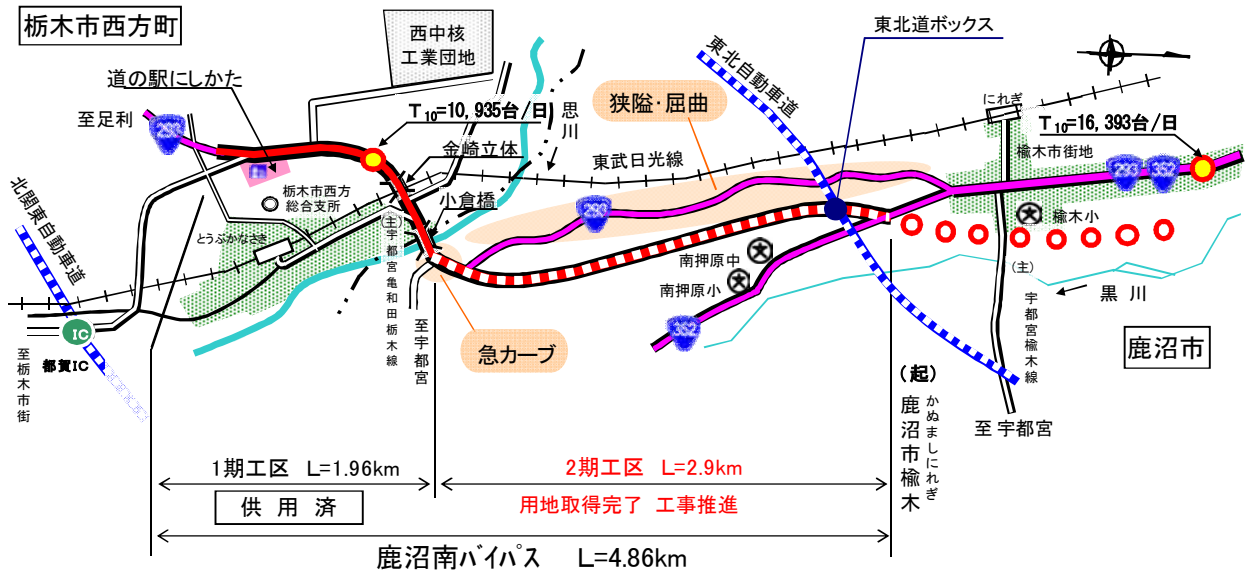 栃木市西方町
西中核
工業団地
東北道ボックス
道の駅にしかた
至足利
293
T10=10,935台/日
思川
狭隘・屈曲
東北自動車道
にれぎ
T10=16,393台/日
金崎立体
東武日光線
楡木市街地
栃木市西方
総合支所
小倉橋
293
北関東自動車道
とうぶかなさき
(主)宇都宮亀和田栃木線
南押原中
南押原小
楡木小
(主)宇都宮楡木線
黒川
IC
都賀IC
至栃木市街
至宇都宮
急カーブ
鹿沼市
(起)
鹿沼市楡木
かぬましにれぎ
至宇都宮
1期工区 L=1.96km
2期工区 L=2.9km
供用済
用地取得完了 工事推進
鹿沼南バイパス L=4.86km